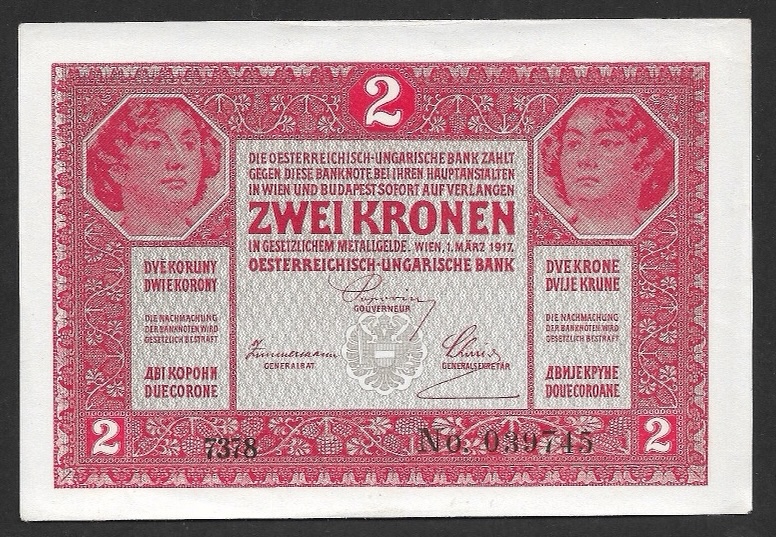 2
DIE OESTERREICHISCH-UNGARISCHE BANK ZAHLT
GEGEN DIESE BANKNOTE BEI IHREN HAUPTANSTALTEN
IN WIEN UND BUDAPEST SOFORT AUF VERLANGEN
ZWEI KRONEN
IN GESETZLICHEM METALLGELDE. WIEN, 1. MÄRZ 1917.
OESTERREICHISCH-UNGARISCHE BANK
GOUVERNEUR
GENERALRAT
GENERALSEKRETÄR
DVE KORUNY
DWIE KORONY
DIE NACHMACHUNG
DER BANKNOTEN WIRD
GESETZLICH BESTRAFT
ДВІ КОРОНИ
DUE CORONE
DVE KRONE
DVIJE KRUNE
DIE NACHMACHUNG
DER BANKNOTEN WIRD
GESETZLICH BESTRAFT
ДВИЈЕ КРУНЕ
DOUE COROANE
2
7378
No. 039745
2